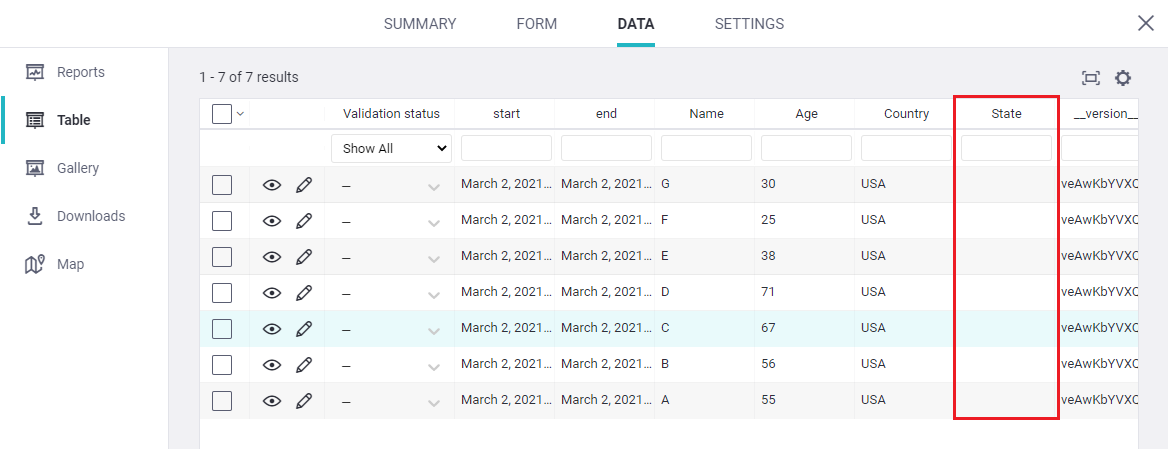 SUMMARY FORM DATA SETTINGS
Reports
Table
Gallery
Downloads
Map
1 - 7 of 7 results
Validation status start end Name Age Country State __version__
Show All
— March 2, 2021... March 2, 2021... G 30 USA veAwKbYVXC
— March 2, 2021... March 2, 2021... F 25 USA veAwKbYVXC
— March 2, 2021... March 2, 2021... E 38 USA veAwKbYVXC
— March 2, 2021... March 2, 2021... D 71 USA veAwKbYVXC
— March 2, 2021... March 2, 2021... C 67 USA veAwKbYVXC
— March 2, 2021... March 2, 2021... B 56 USA veAwKbYVXC
— March 2, 2021... March 2, 2021... A 55 USA veAwKbYVXC